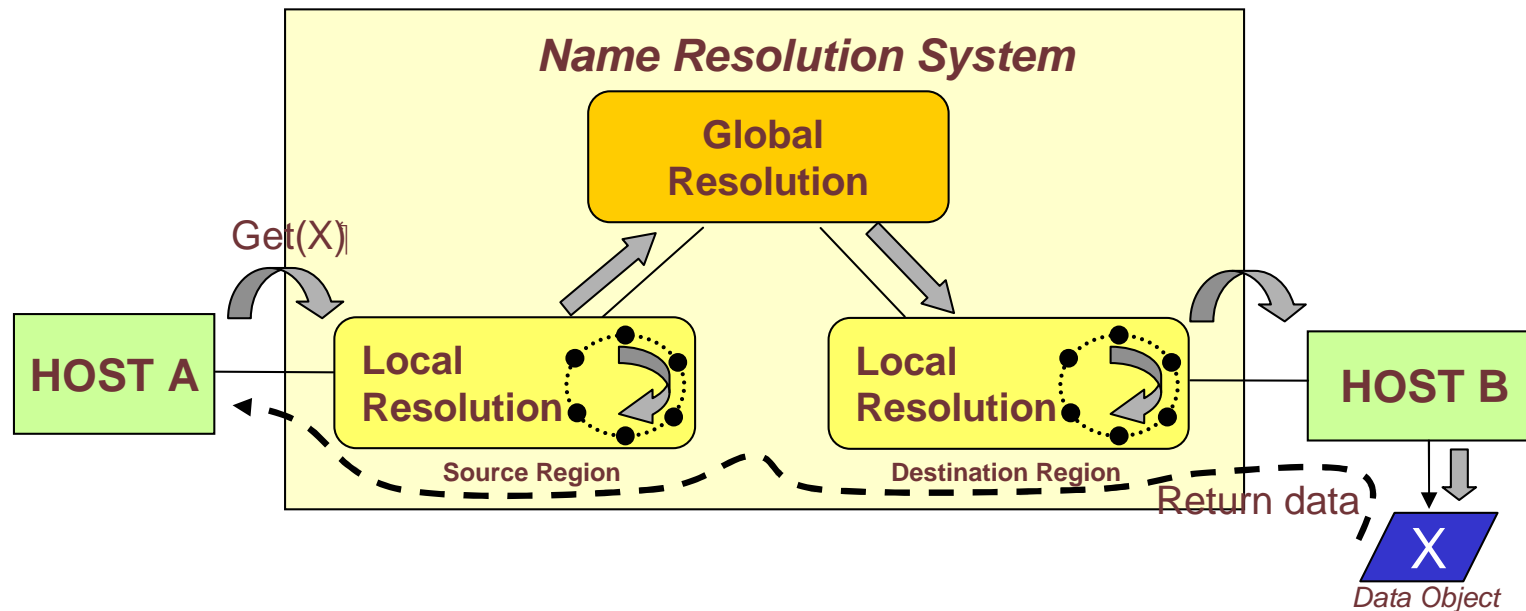 Name Resolution System
Global
Resolution
Get(X)
HOST A
Local
Resolution
Local
Resolution
HOST B
Source Region
Destination Region
Return data
X
Data Object